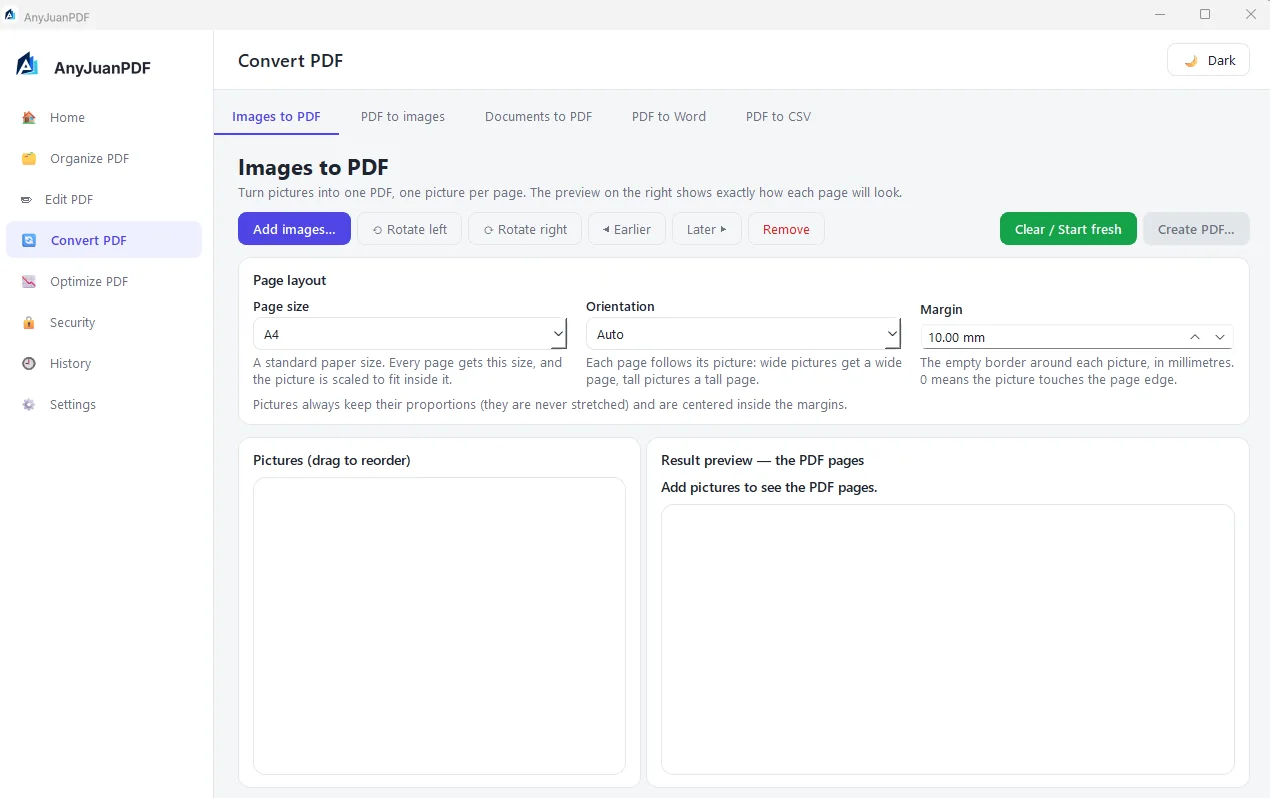 AnyJuanPDF
AnyJuanPDF
Home
Organize PDF
Edit PDF
Convert PDF
Optimize PDF
Security
History
Settings
Convert PDF
Dark
Images to PDF
PDF to images
Documents to PDF
PDF to Word
PDF to CSV
Images to PDF
Turn pictures into one PDF, one picture per page. The preview on the right shows exactly how each page will look.
Add images...
Rotate left
Rotate right
Earlier
Later
Remove
Clear / Start fresh
Create PDF...
Page layout
Page size
A4
A standard paper size. Every page gets this size, and
the picture is scaled to fit inside it.
Orientation
Auto
Each page follows its picture: wide pictures get a wide
page, tall pictures a tall page.
Margin
10.00 mm
The empty border around each picture, in millimetres.
0 means the picture touches the page edge.
Pictures always keep their proportions (they are never stretched) and are centered inside the margins.
Pictures (drag to reorder)
Result preview — the PDF pages
Add pictures to see the PDF pages.